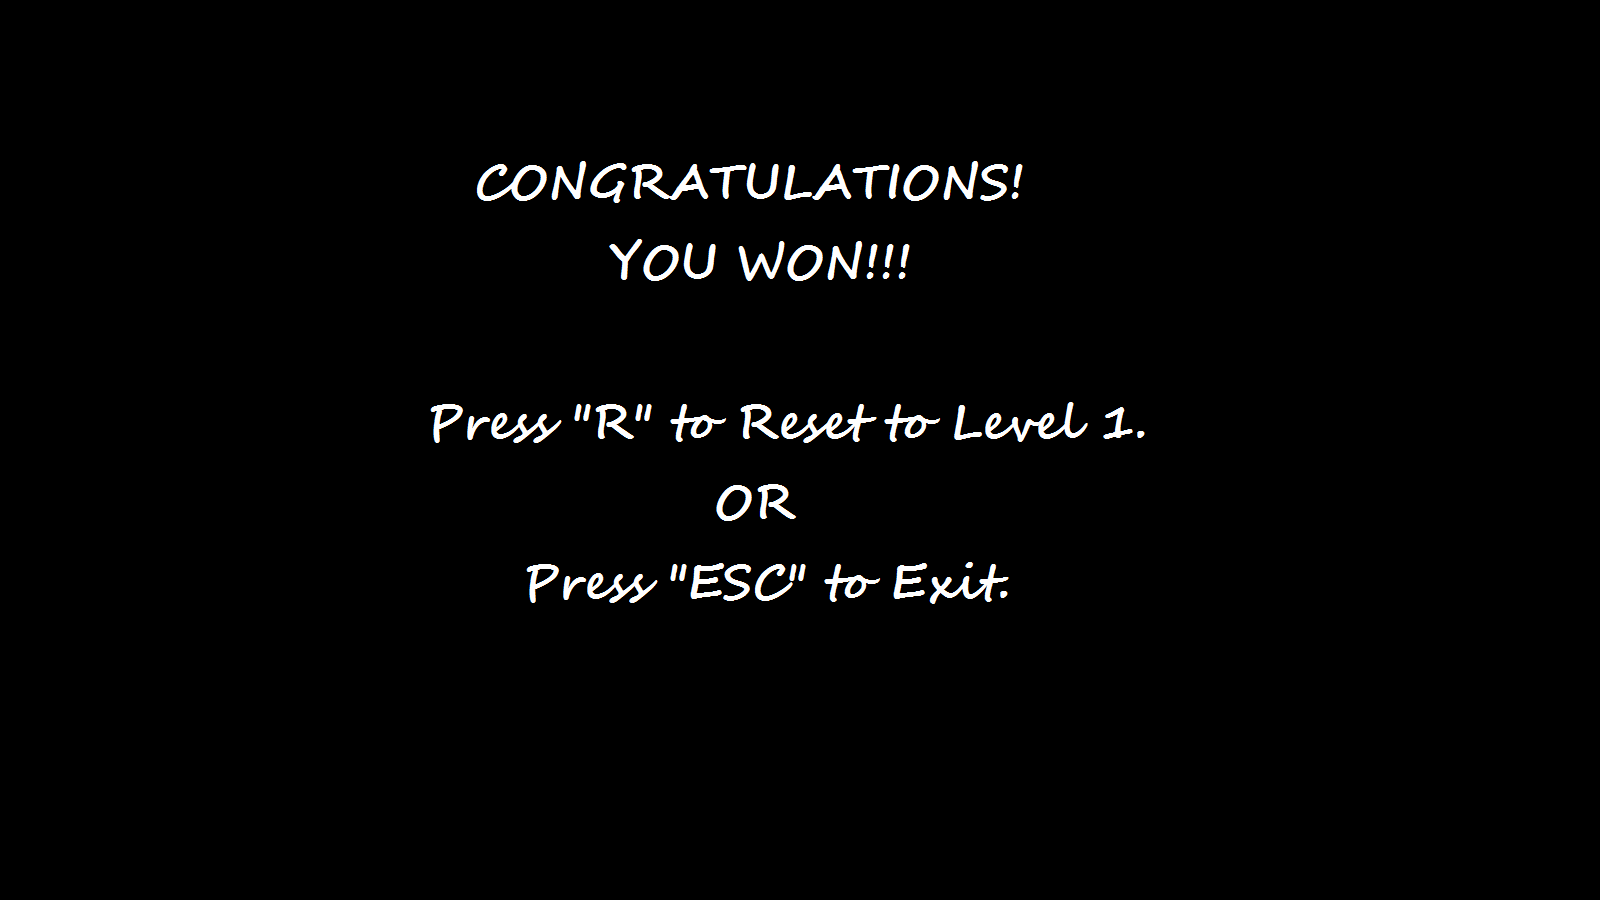 CONGRATULATIONS!
YOU WON!!!
Press "R" to Reset to Level 1.
OR
Press "ESC" to Exit.